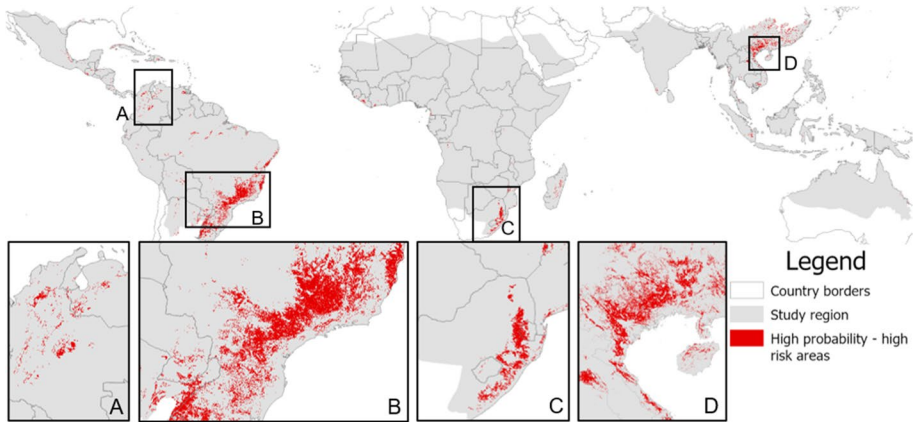 A
B
C
D
A
B
C
D
Legend
Country borders
Study region
High probability - high
risk areas